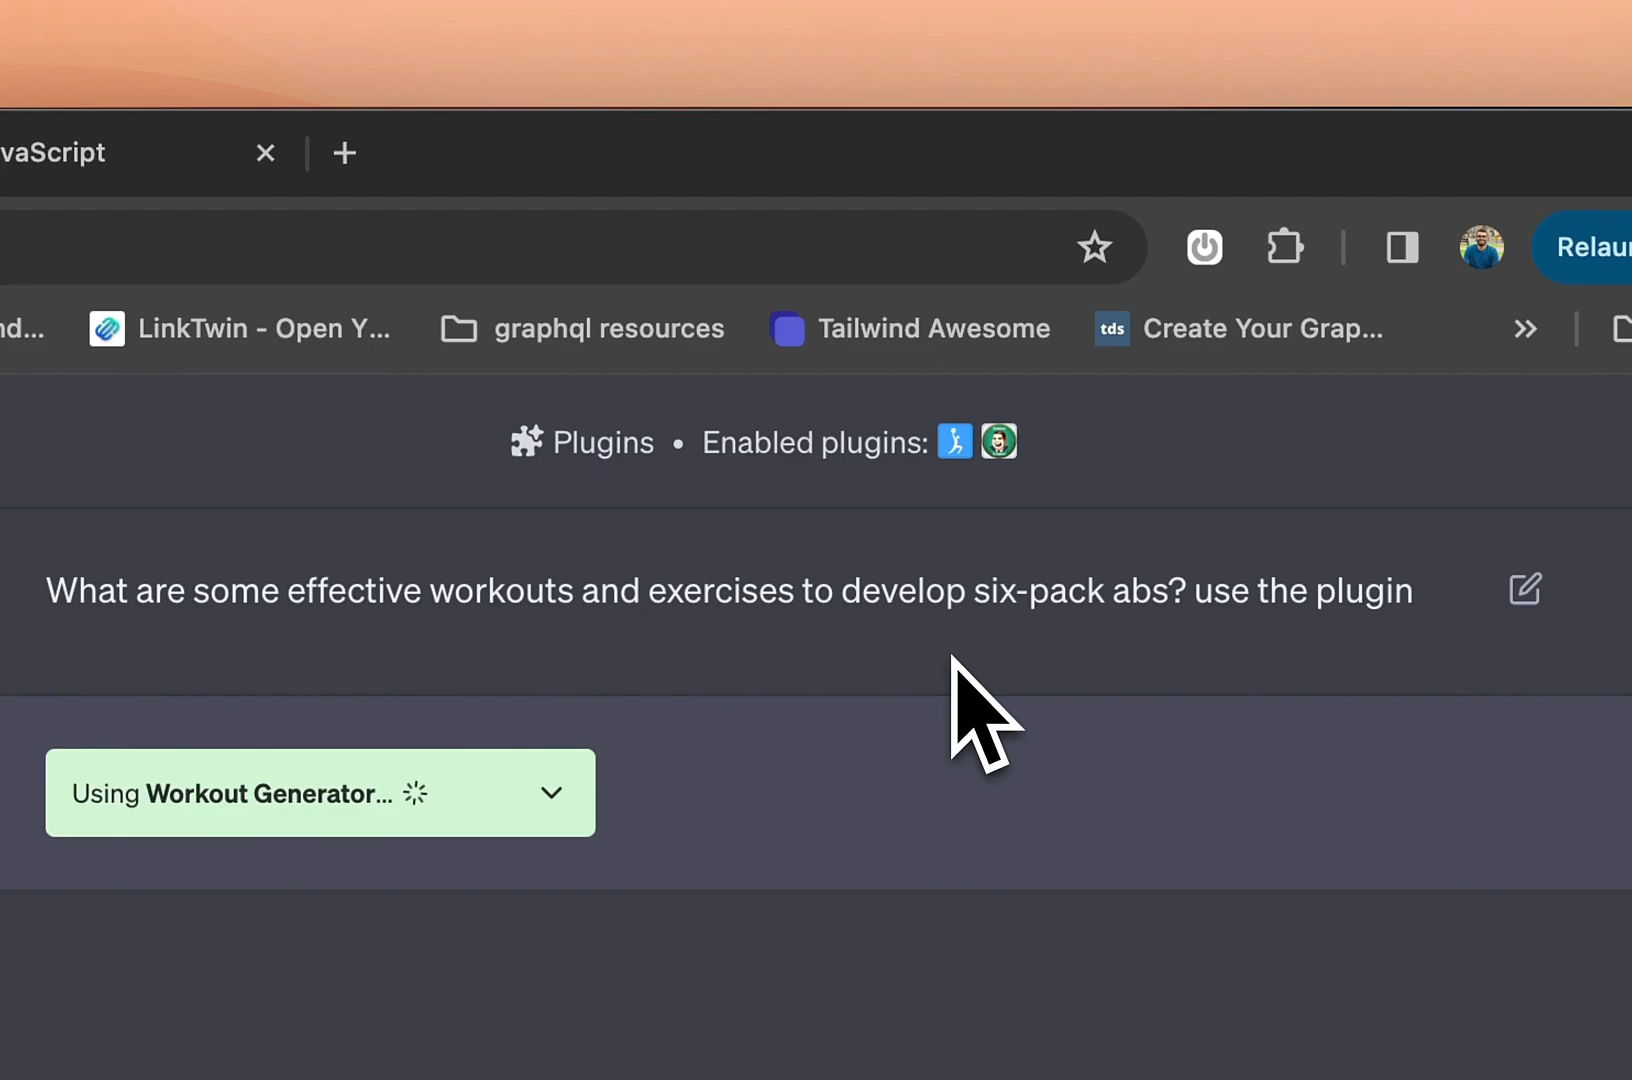 vaScript
Relau
nd...
LinkTwin - Open Y...
graphql resources
Tailwind Awesome
tds
Create Your Grap...
Plugins • Enabled plugins:
What are some effective workouts and exercises to develop six-pack abs? use the plugin
Using Workout Generator...